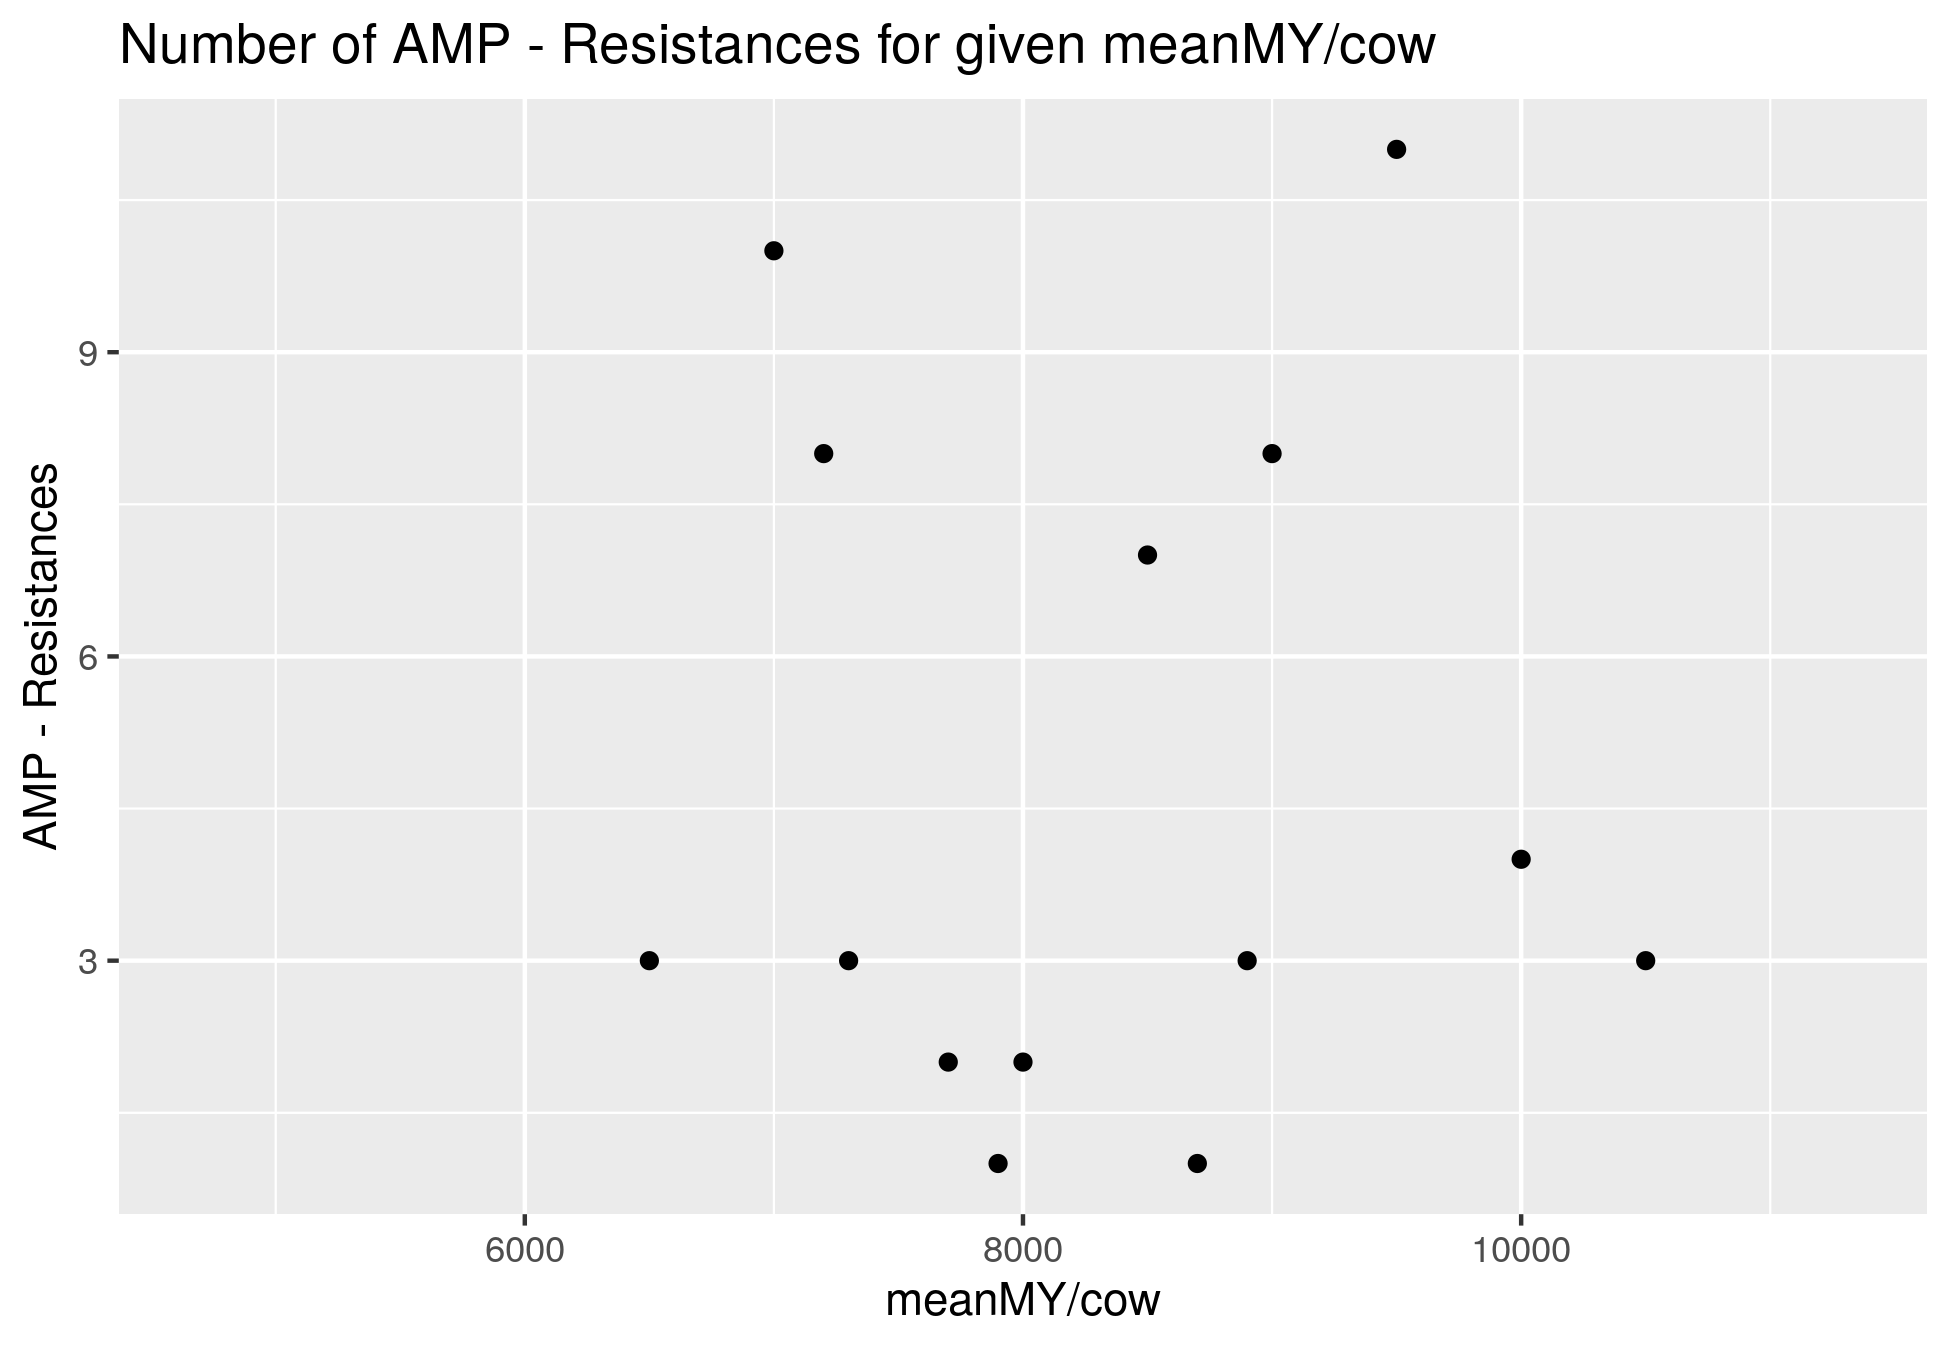 Number of AMP - Resistances for given meanMY/cow
AMP - Resistances
9
6
3
6000
8000
10000
meanMY/cow